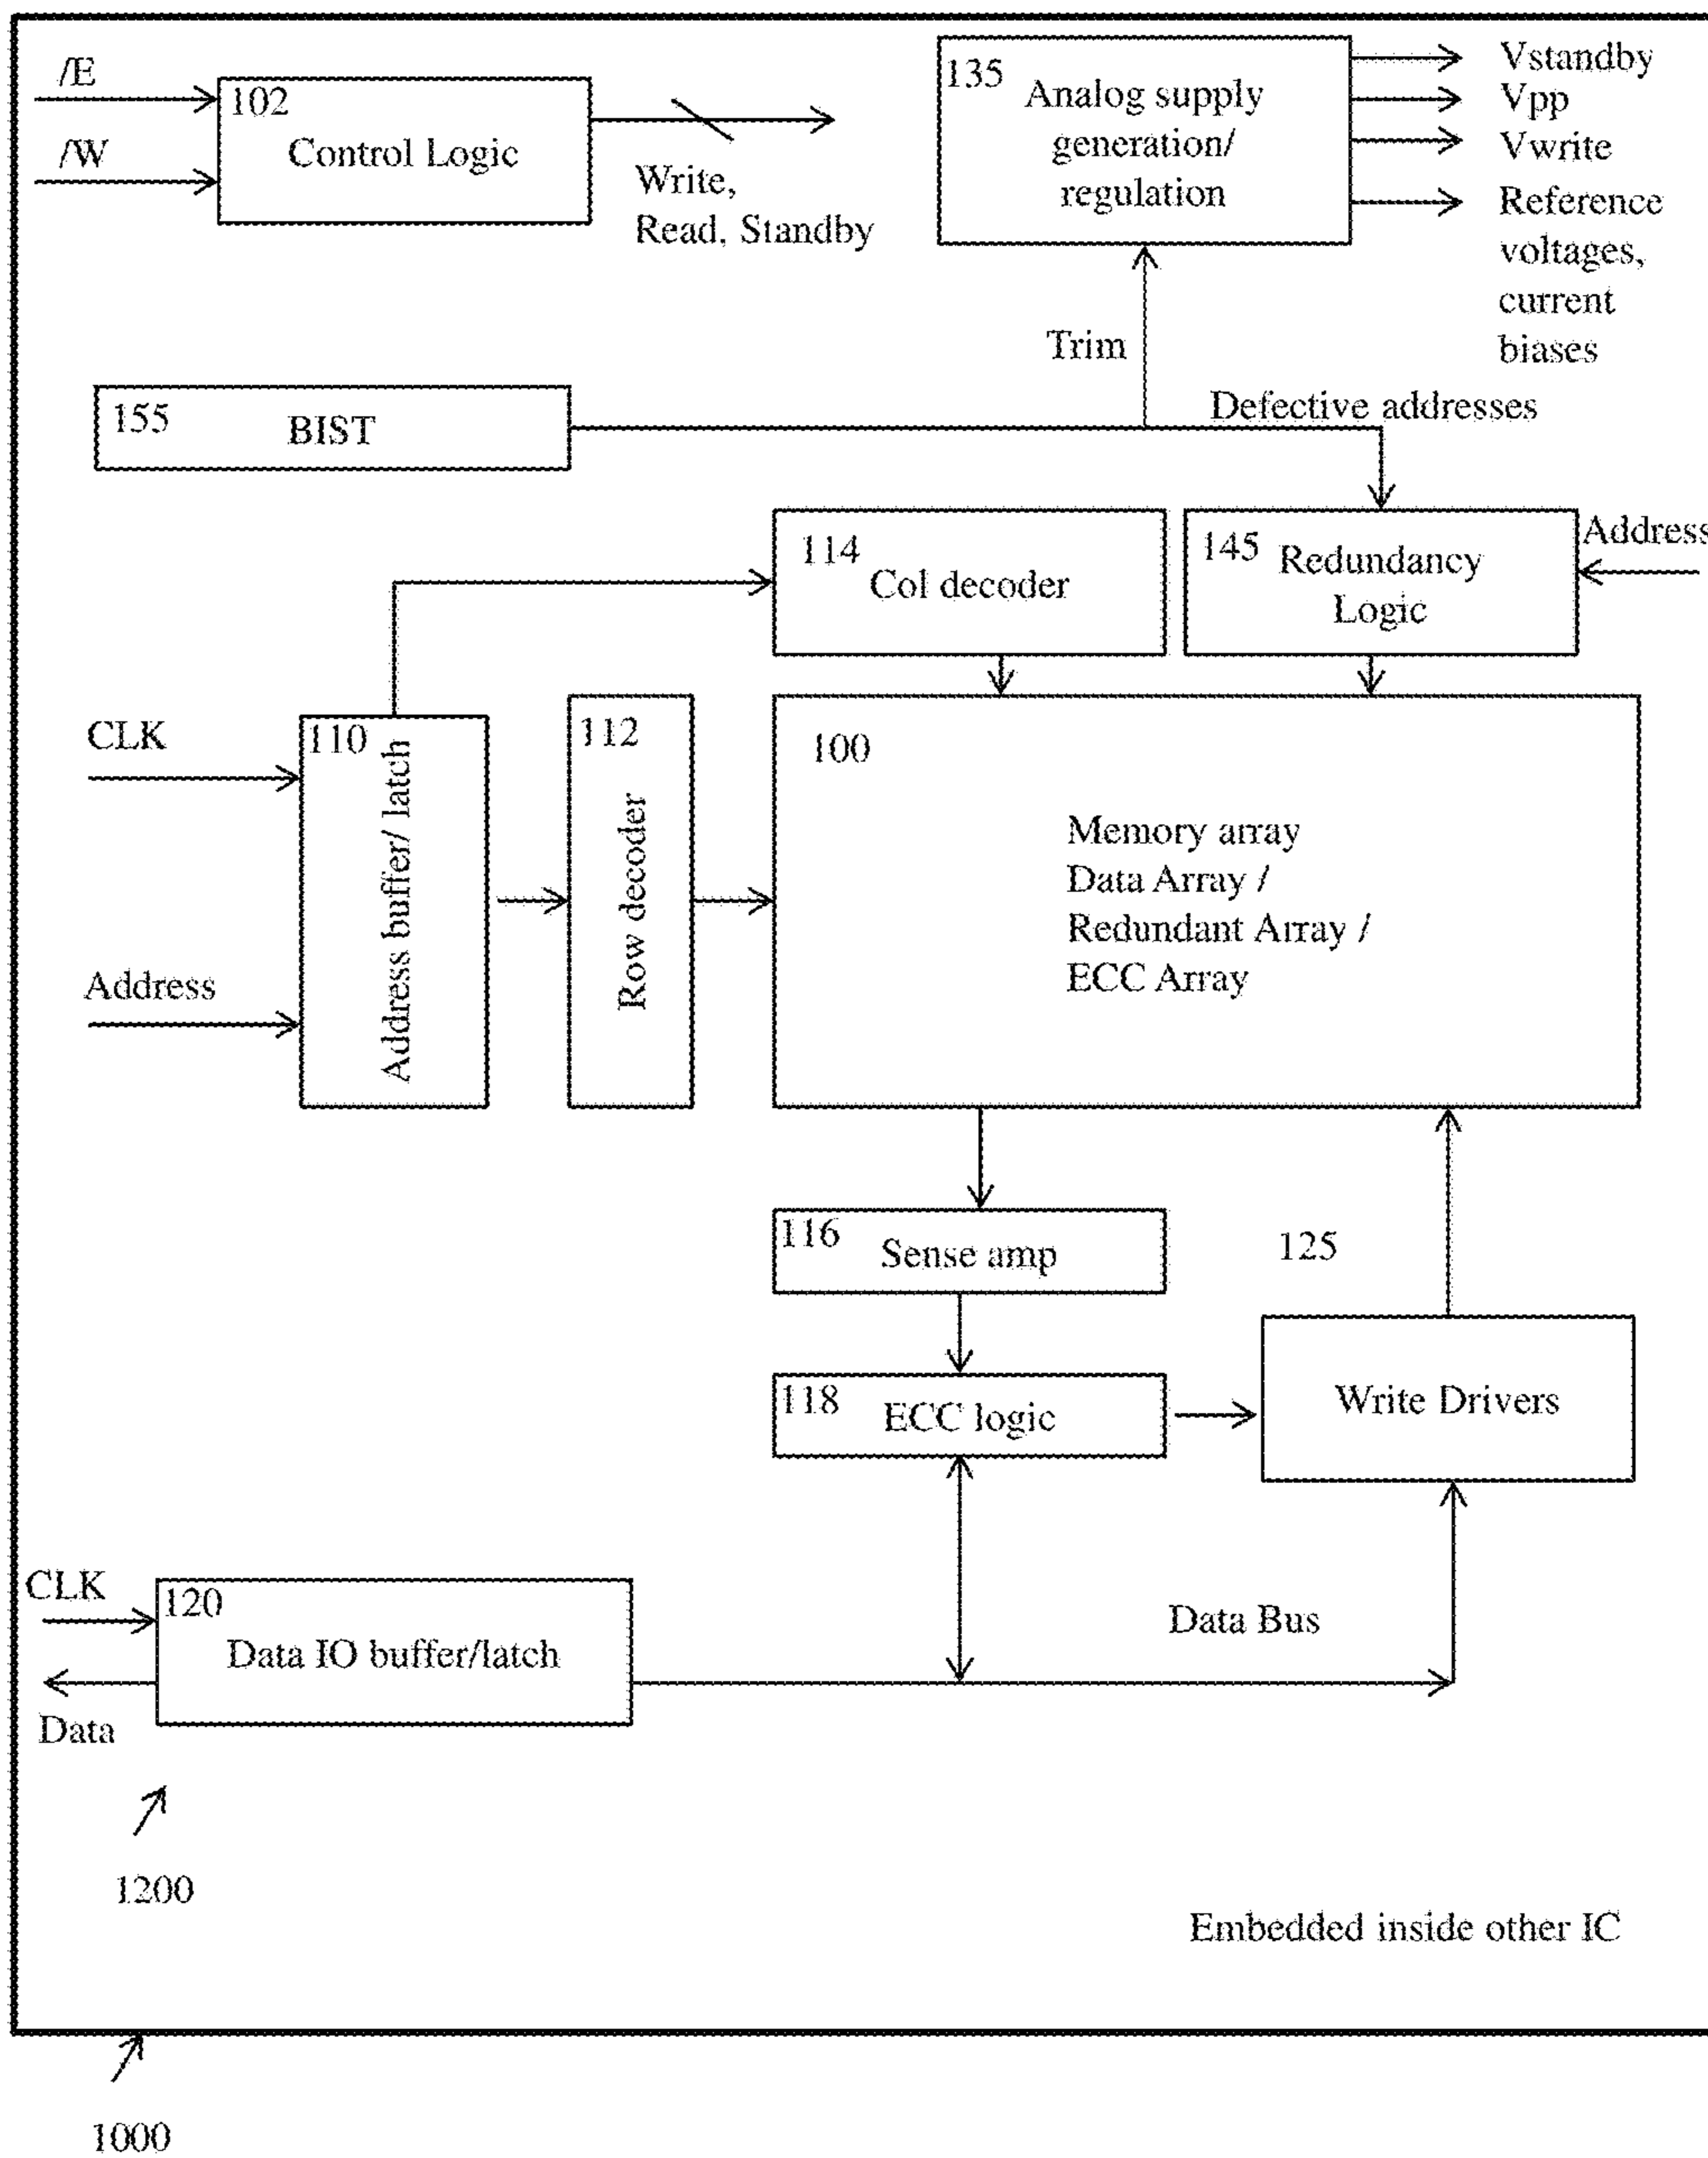 /E
/W
102
Control Logic
Write,
Read, Standby
135
Analog supply
generation/
regulation
Vstandby
Vpp
Vwrite
Reference
voltages,
current
biases
Trim
155
BIST
Defective addresses
114
Col decoder
145
Redundancy
Logic
Address
CLK
Address
110
Address buffer/ latch
112
Row decoder
100
Memory array
Data Array /
Redundant Array /
ECC Array
116
Sense amp
125
118
ECC logic
Write Drivers
CLK
120
Data IO buffer/latch
Data
Data Bus
1200
Embedded inside other IC
1000